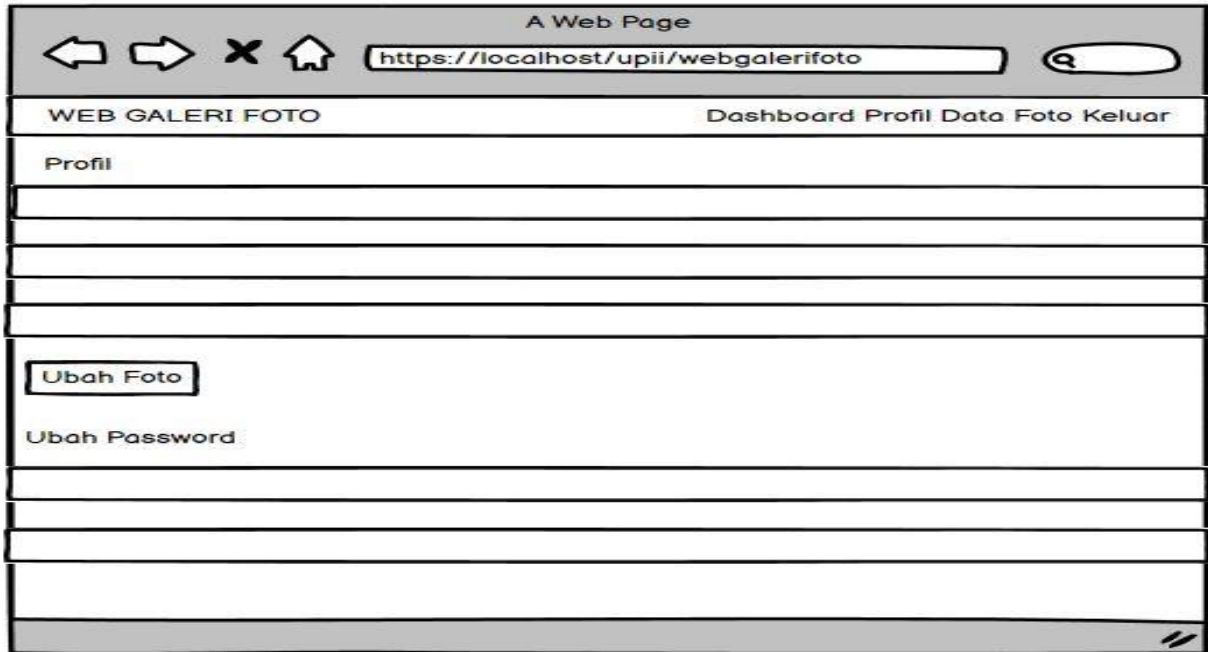 A Web Page
https://localhost/upii/webgalerifoto
WEB GALERI FOTO Dashboard Profil Data Foto Keluar
Profil
Ubah Foto
Ubah Password